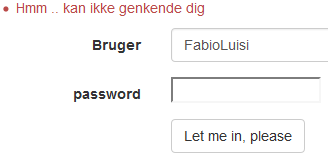 Hmm .. kan ikke genkende dig
Bruger FabioLuisi
password
Let me in, please